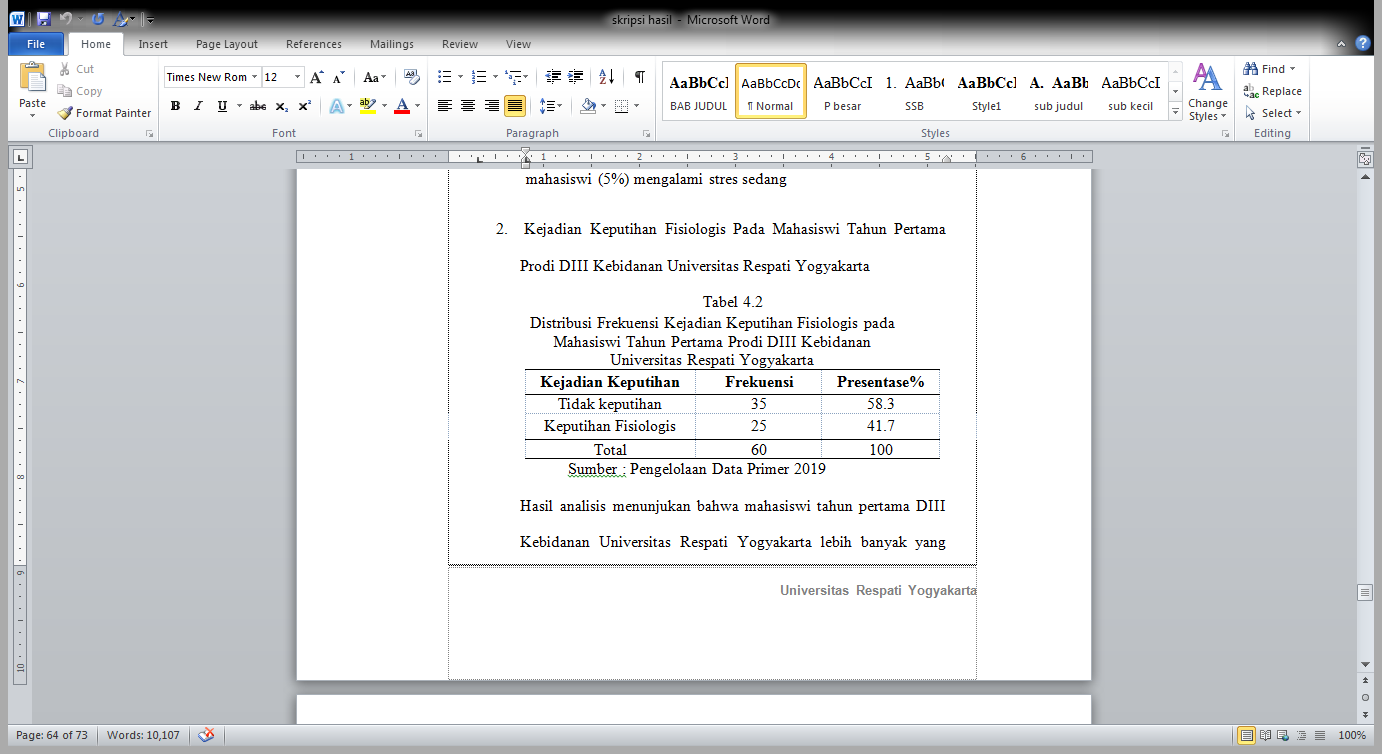 skripsi hasil - Microsoft Word
File Home Insert Page Layout References Mailings Review View
Paste
Cut
Copy
Format Painter
Clipboard
Times New Rom 12
Font
Paragraph
AaBbCcI AaBbCcDc AaBbCcI 1. AaBb( AaBbCcI A. AaBb AaBbCcI
BAB JUDUL ¶ Normal P besar SSB Style1 sub judul sub kecil
Change Styles
Styles
Find
Replace
Select
Editing
mahasiswi (5%) mengalami stres sedang
2. Kejadian Keputihan Fisiologis Pada Mahasiswi Tahun Pertama
Prodi DIII Kebidanan Universitas Respati Yogyakarta
Tabel 4.2
Distribusi Frekuensi Kejadian Keputihan Fisiologis pada
Mahasiswi Tahun Pertama Prodi DIII Kebidanan
Universitas Respati Yogyakarta
Kejadian Keputihan Frekuensi Presentase%
Tidak keputihan 35 58.3
Keputihan Fisiologis 25 41.7
Total 60 100
Sumber : Pengelolaan Data Primer 2019
Hasil analisis menunjukan bahwa mahasiswi tahun pertama DIII
Kebidanan Universitas Respati Yogyakarta lebih banyak yang
Universitas Respati Yogyakarta
Page: 64 of 73 Words: 10,107 100%